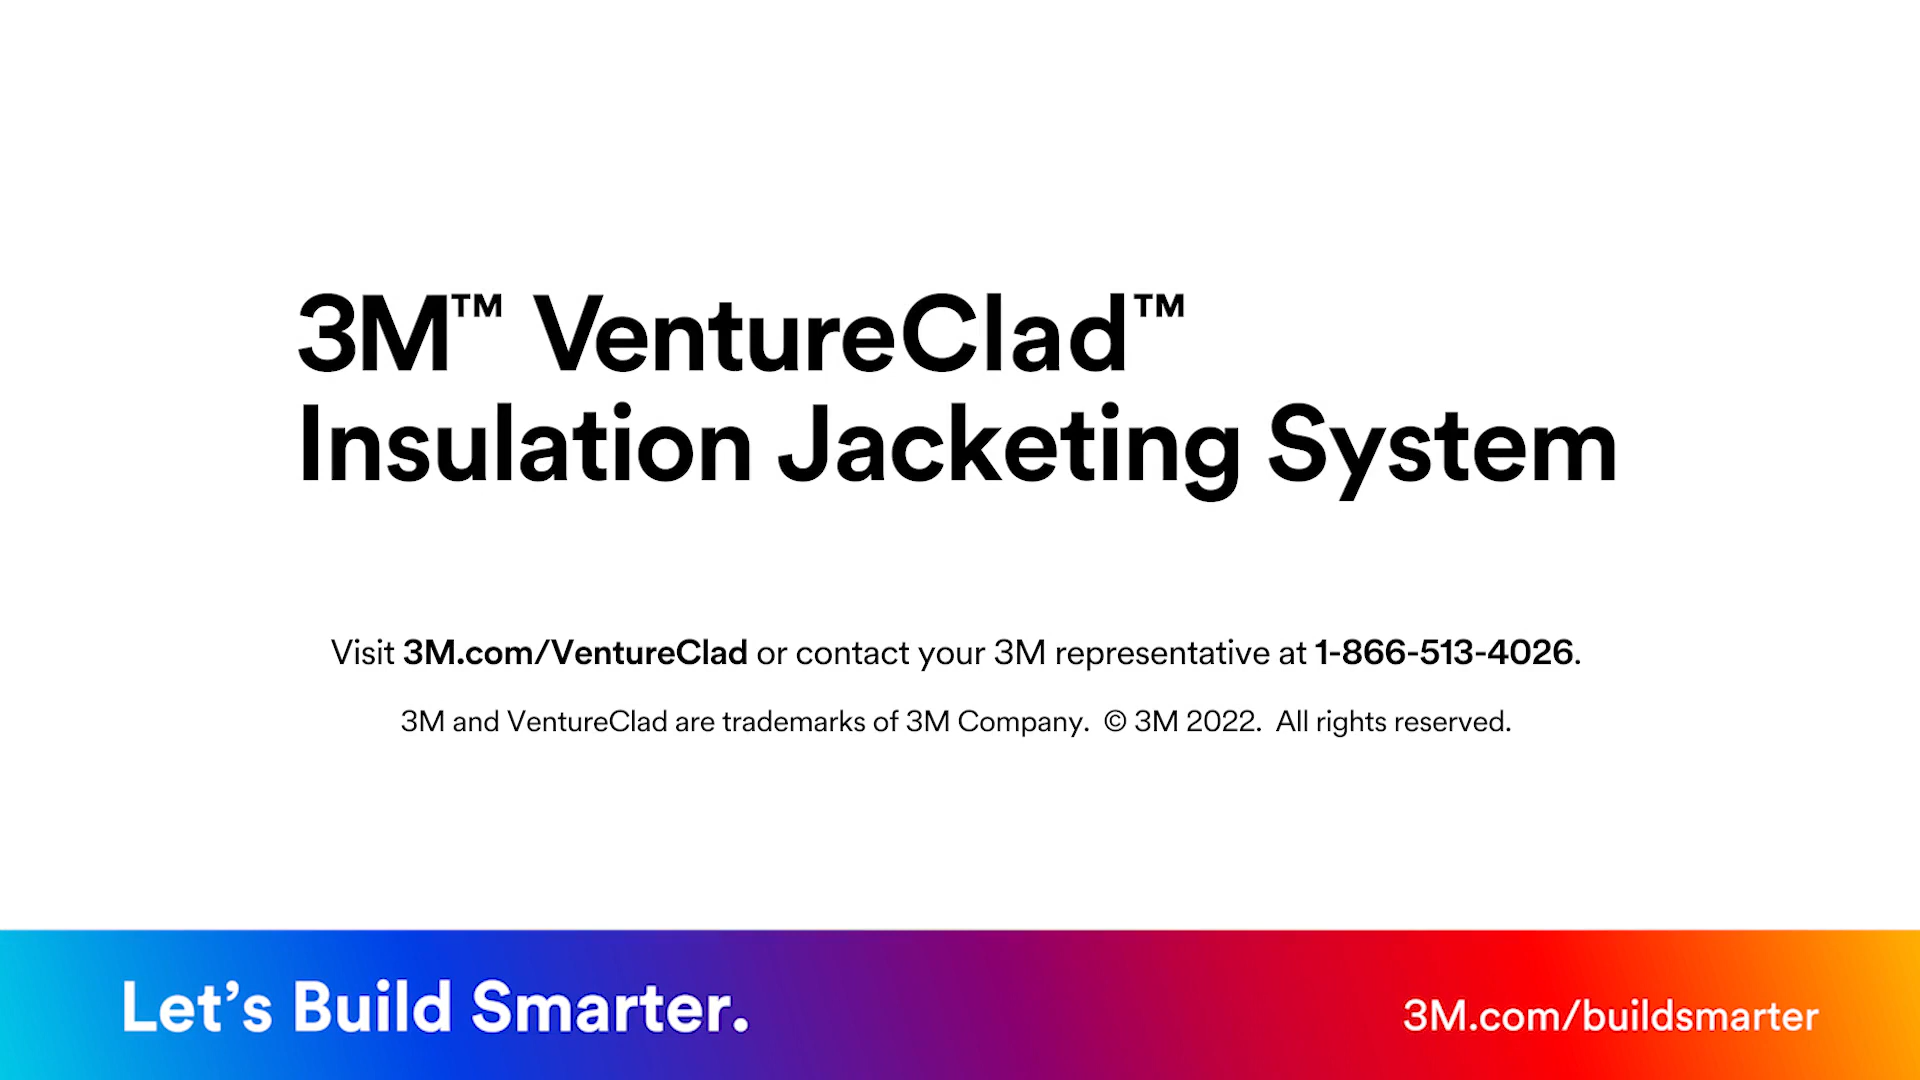 3M™ VentureClad™
Insulation Jacketing System
Visit 3M.com/VentureClad or contact your 3M representative at 1-866-513-4026.
3M and VentureClad are trademarks of 3M Company.  © 3M 2022.  All rights reserved.
Let’s Build Smarter.
3M.com/buildsmarter